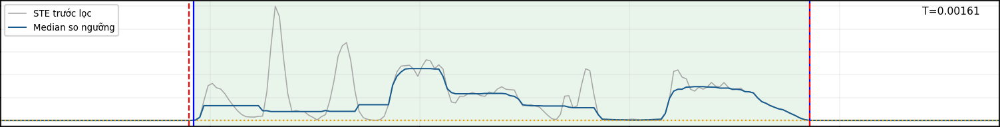 STE trước lọc
Median so ngưỡng
T=0.00161